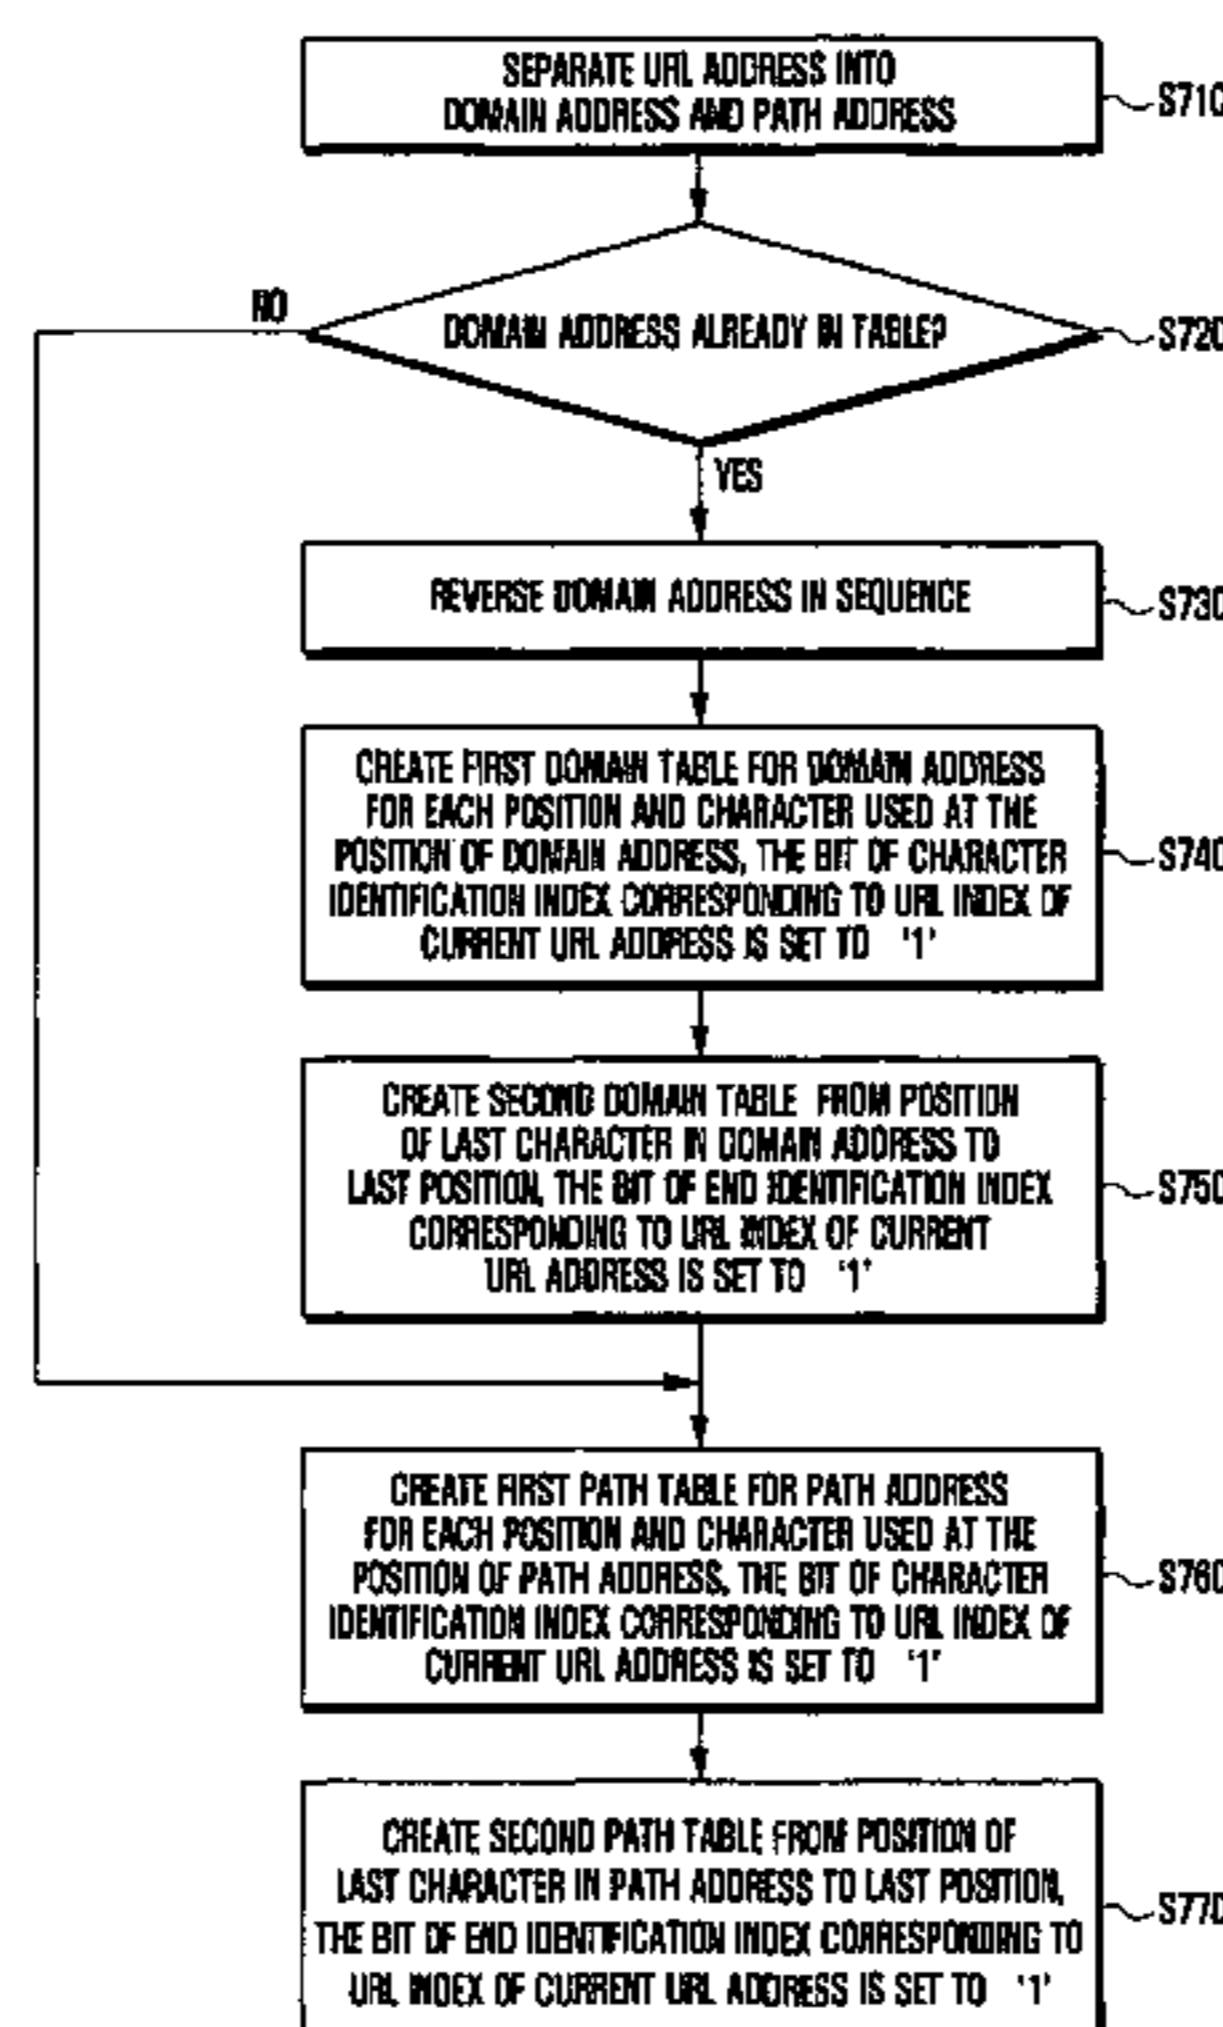 SEPARATE URL ADDRESS INTO
DOMAIN ADDRESS AND PATH ADDRESS
S710
NO
DOMAIN ADDRESS ALREADY IN TABLE?
S720
YES
REVERSE DOMAIN ADDRESS IN SEQUENCE
S730
CREATE FIRST DOMAIN TABLE FOR DOMAIN ADDRESS
FOR EACH POSITION AND CHARACTER USED AT THE
POSITION OF DOMAIN ADDRESS, THE BIT OF CHARACTER
IDENTIFICATION INDEX CORRESPONDING TO URL INDEX OF
CURRENT URL ADDRESS IS SET TO '1'
S740
CREATE SECOND DOMAIN TABLE FROM POSITION
OF LAST CHARACTER IN DOMAIN ADDRESS TO
LAST POSITION, THE BIT OF END IDENTIFICATION INDEX
CORRESPONDING TO URL INDEX OF CURRENT
URL ADDRESS IS SET TO '1'
S750
CREATE FIRST PATH TABLE FOR PATH ADDRESS
FOR EACH POSITION AND CHARACTER USED AT THE
POSITION OF PATH ADDRESS, THE BIT OF CHARACTER
IDENTIFICATION INDEX CORRESPONDING TO URL INDEX OF
CURRENT URL ADDRESS IS SET TO '1'
S760
CREATE SECOND PATH TABLE FROM POSITION OF
LAST CHARACTER IN PATH ADDRESS TO LAST POSITION,
THE BIT OF END IDENTIFICATION INDEX CORRESPONDING TO
URL INDEX OF CURRENT URL ADDRESS IS SET TO '1'
S770